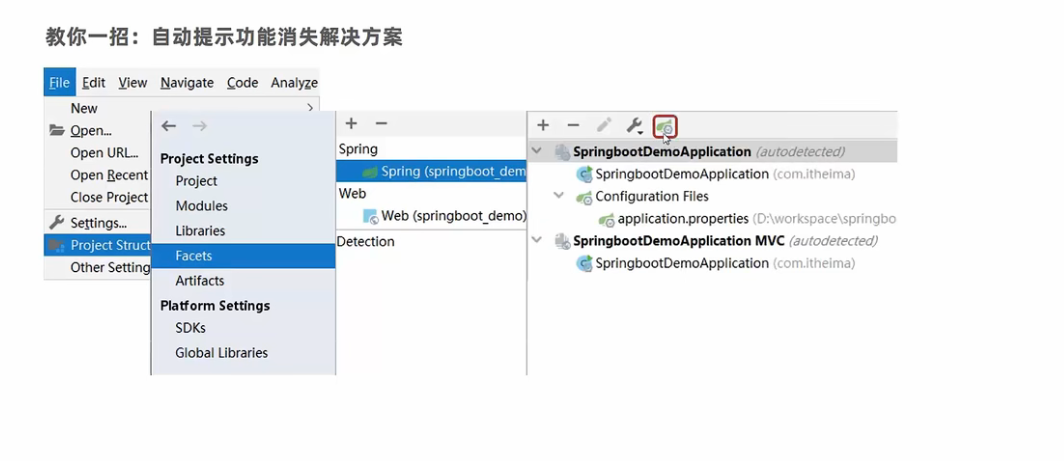 教你一招：自动提示功能消失解决方案
File Edit View Navigate Code Analyze
New
Open...
Open URL...
Open Recent
Close Project
Settings...
Project Struct
Other Setting
Project Settings
Project
Modules
Libraries
Facets
Artifacts
Platform Settings
SDKs
Global Libraries
Spring
Spring (springboot_dem
Web
Web (springboot_demo)
Detection
SpringbootDemoApplication (autodetected)
SpringbootDemoApplication (com.itheima)
Configuration Files
application.properties (D:\workspace\springbo
SpringbootDemoApplication MVC (autodetected)
SpringbootDemoApplication (com.itheima)